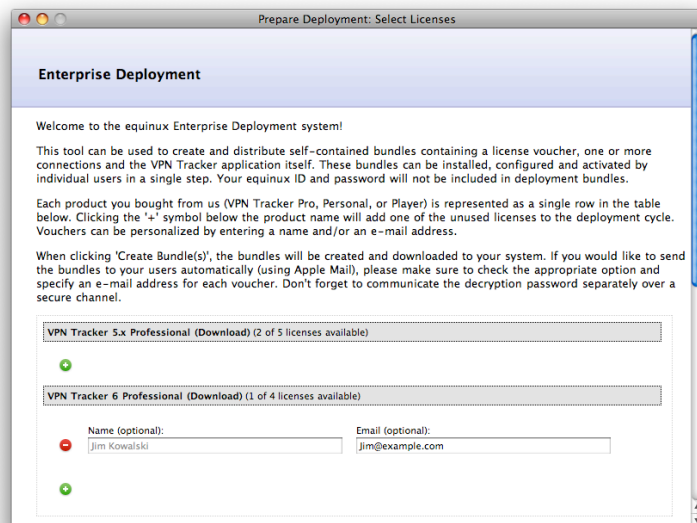 Prepare Deployment: Select Licenses
Enterprise Deployment
Welcome to the equinux Enterprise Deployment system!
This tool can be used to create and distribute self-contained bundles containing a license voucher, one or more
connections and the VPN Tracker application itself. These bundles can be installed, configured and activated by
individual users in a single step. Your equinux ID and password will not be included in deployment bundles.
Each product you bought from us (VPN Tracker Pro, Personal, or Player) is represented as a single row in the table
below. Clicking the '+' symbol below the product name will add one of the unused licenses to the deployment cycle.
Vouchers can be personalized by entering a name and/or an e-mail address.
When clicking 'Create Bundle(s)', the bundles will be created and downloaded to your system. If you would like to send
the bundles to your users automatically (using Apple Mail), please make sure to check the appropriate option and
specify an e-mail address for each voucher. Don't forget to communicate the decryption password separately over a
secure channel.
VPN Tracker 5.x Professional (Download) (2 of 5 licenses available)
VPN Tracker 6 Professional (Download) (1 of 4 licenses available)
Name (optional): Email (optional):
Jim Kowalski Jim@example.com